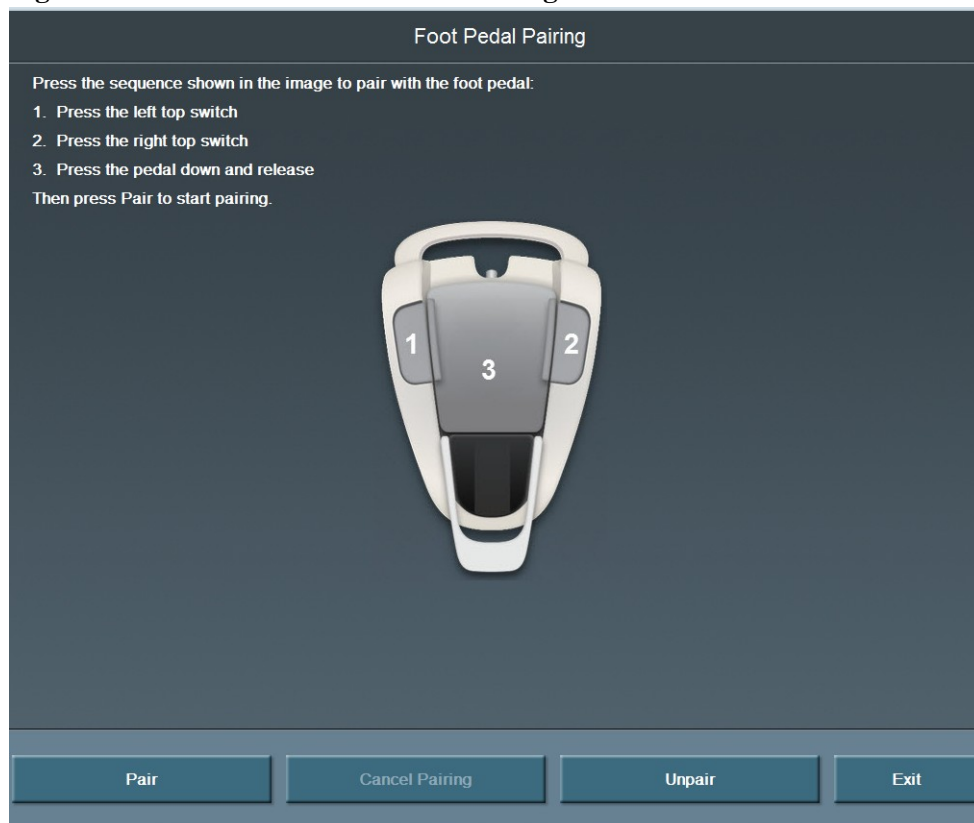 Foot Pedal Pairing
Press the sequence shown in the image to pair with the foot pedal:
1. Press the left top switch
2. Press the right top switch
3. Press the pedal down and release
Then press Pair to start pairing.
1
2
3
Pair
Cancel Pairing
Unpair
Exit